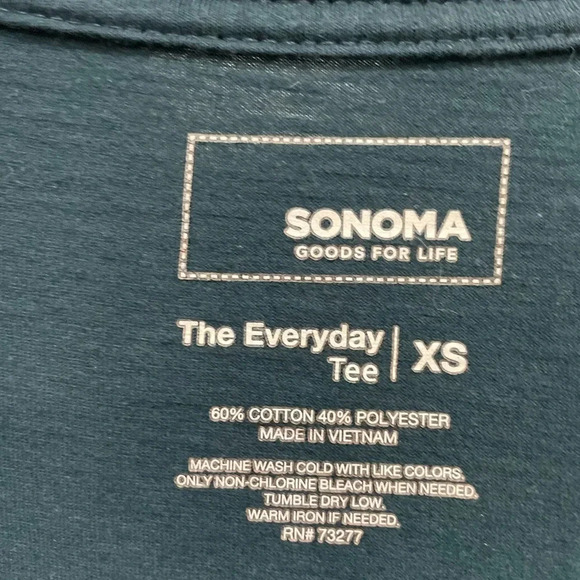 SONOMA
GOODS FOR LIFE
The Everyday
Tee
XS
60% COTTON 40% POLYESTER
MADE IN VIETNAM
MACHINE WASH COLD WITH LIKE COLORS.
ONLY NON-CHLORINE BLEACH WHEN NEEDED.
TUMBLE DRY LOW.
WARM IRON IF NEEDED.
RN# 73277